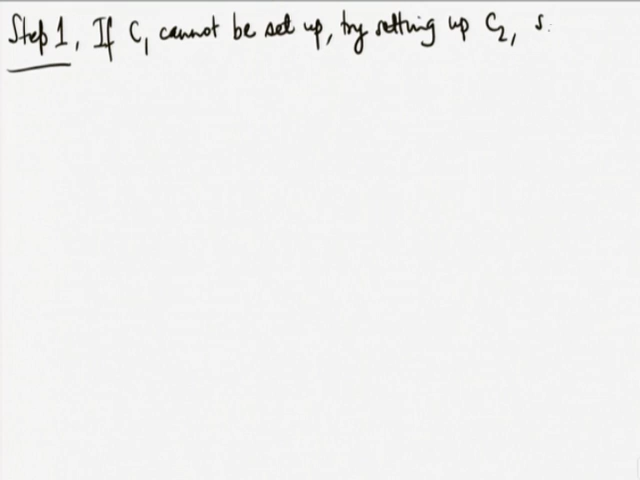 Step 1, If C₁ cannot be set up, try setting up C₂, s